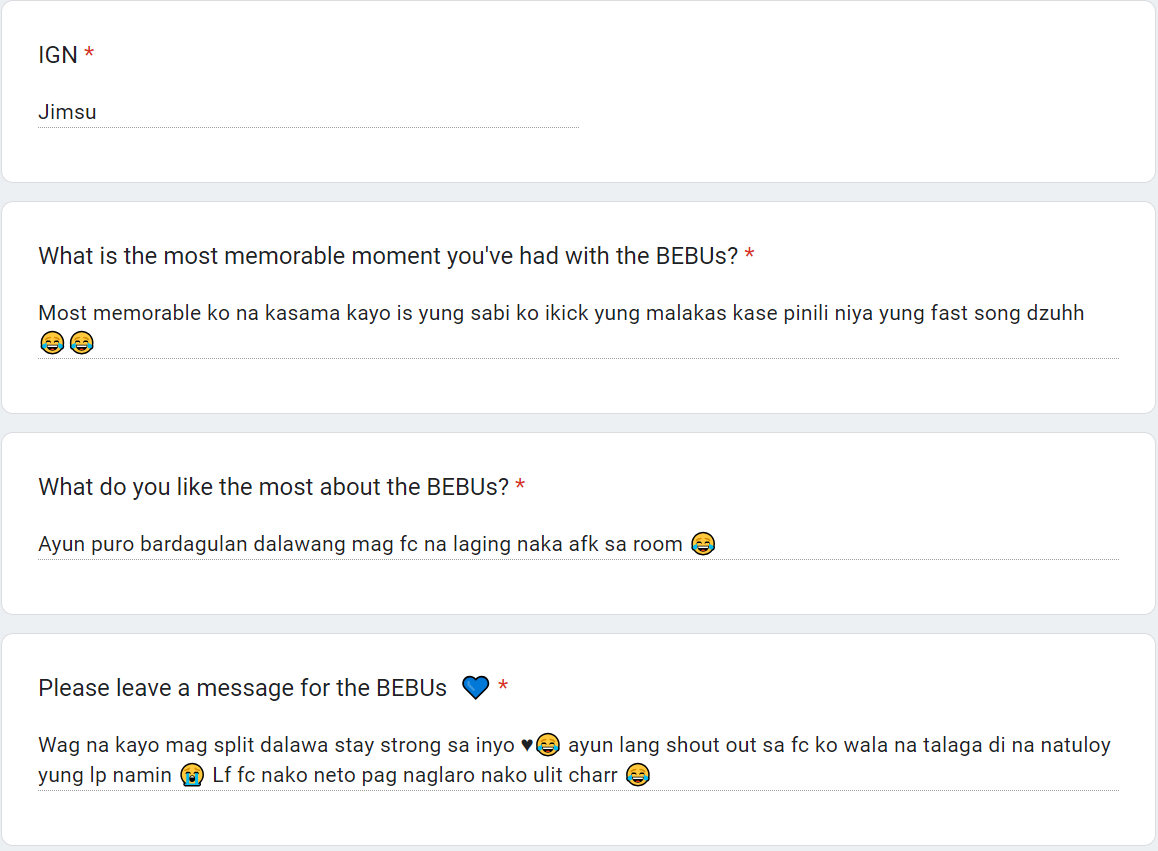 IGN *
Jimsu
What is the most memorable moment you've had with the BEBUs? *
Most memorable ko na kasama kayo is yung sabi ko ikick yung malakas kase pinili niya yung fast song dzuhh
😂😂
What do you like the most about the BEBUs? *
Ayun puro bardagulan dalawang mag fc na laging naka afk sa room 😂
Please leave a message for the BEBUs 💙 *
Wag na kayo mag split dalawa stay strong sa inyo ♥😂 ayun lang shout out sa fc ko wala na talaga di na natuloy
yung lp namin 😭 Lf fc nako neto pag naglaro nako ulit charr 😂